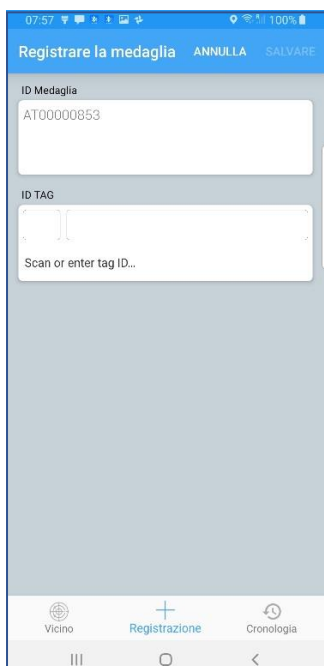 07:57 100%
Registrare la medaglia ANNULLA SALVARE
ID Medaglia
AT00000853
ID TAG
Scan or enter tag ID...
Vicino Registrazione Cronologia